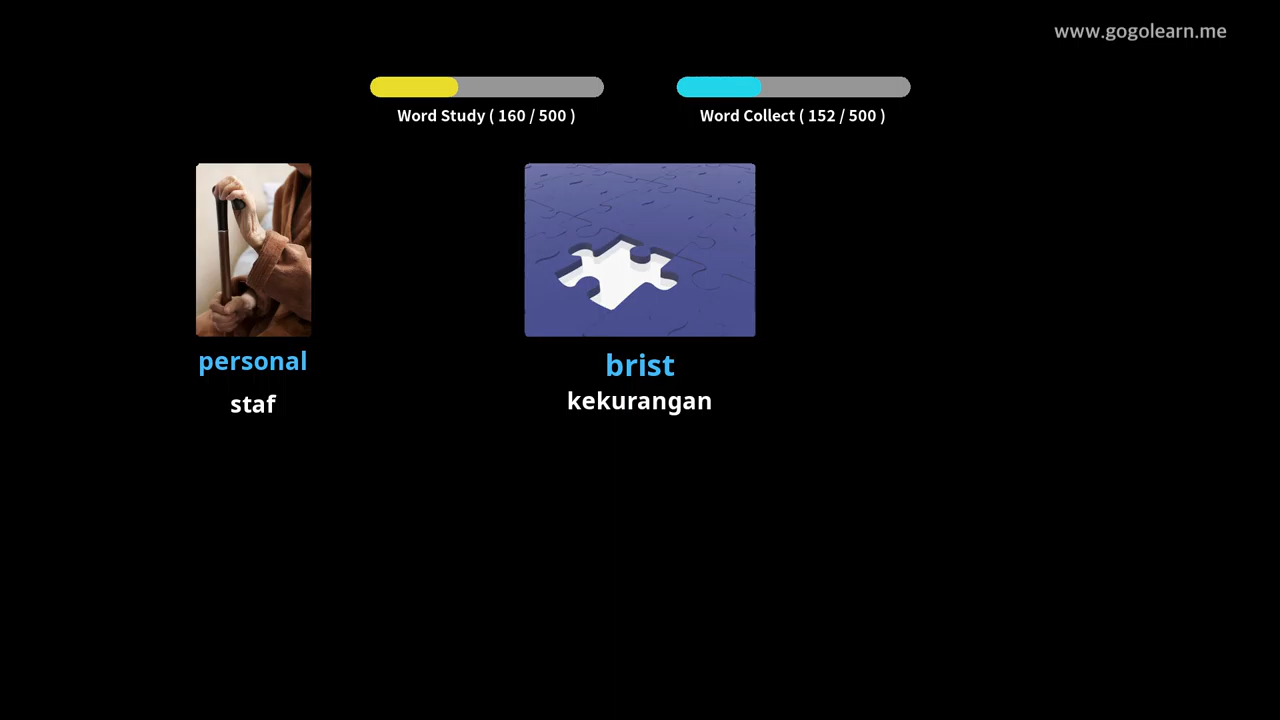 www.gogolearn.me
Word Study ( 160 / 500 )
Word Collect ( 152 / 500 )
personal
staf
brist
kekurangan